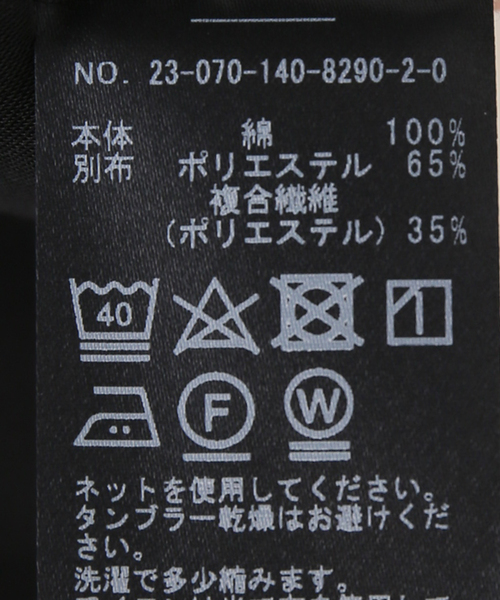 NO. 23-070-140-8290-2-0
本体 綿 100%
別布 ポリエステル 65%
複合繊維
(ポリエステル) 35%
40
F W
ネットを使用してください。
タンブラー乾燥はお避けくだ
さい。
洗濯で多少縮みます。